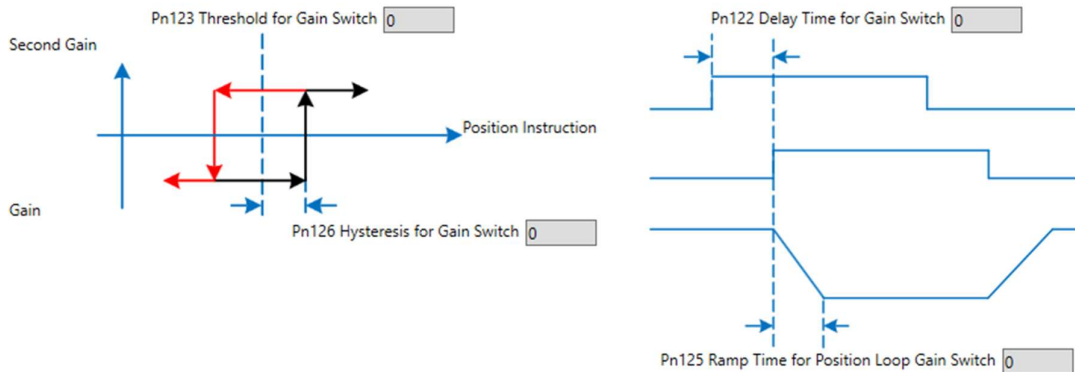 Pn123 Threshold for Gain Switch 0
Second Gain
Position Instruction
Gain
Pn126 Hysteresis for Gain Switch 0
Pn122 Delay Time for Gain Switch 0
Pn125 Ramp Time for Position Loop Gain Switch 0